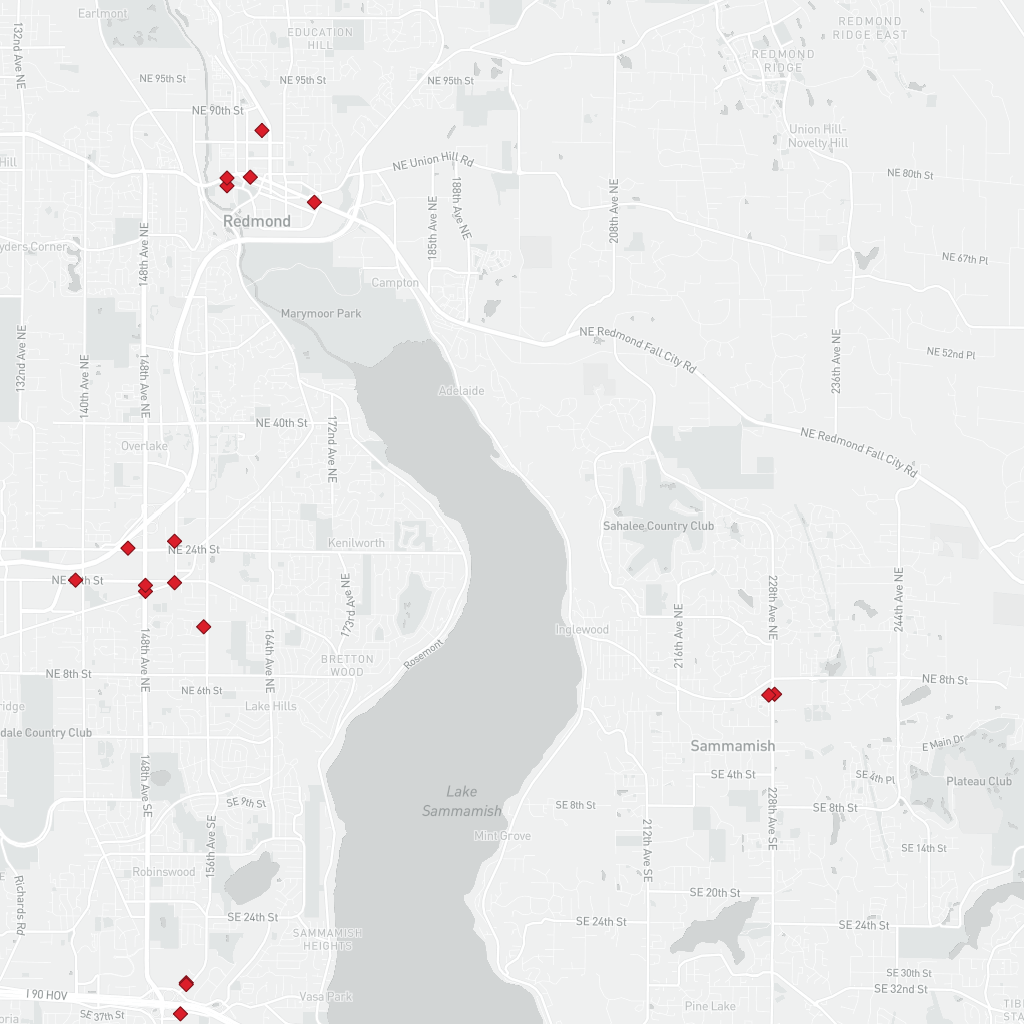 Earlmont
132nd Ave NE
EDUCATION
HILL
REDMOND
RIDGE EAST
REDMOND
RIDGE
NE 95th St
NE 95th St
NE 95th St
NE 90th St
Union Hill-
Novelty Hill
Hill
NE Union Hill Rd
NE 80th St
188th Ave NE
185th Ave NE
208th Ave NE
Redmond
148th Ave NE
yders Corner
NE 67th Pl
Campton
Marymoor Park
NE Redmond Fall City Rd
132nd Ave NE
140th Ave NE
148th Ave NE
236th Ave NE
NE 52nd Pl
Adelaide
NE 40th St
172nd Ave NE
Overlake
NE Redmond Fall City Rd
Sahalee Country Club
Kenilworth
NE 24th St
NE
th St
173rd Ave NE
228th Ave NE
244th Ave NE
216th Ave NE
Inglewood
148th Ave NE
164th Ave NE
BRETTON
WOOD
Rosemont
NE 8th St
NE 8th St
NE 6th St
Lake Hills
ridge
dale Country Club
Sammamish
E Main Dr
SE 4th St
SE 4th Pl
Plateau Club
148th Ave SE
Lake
Sammamish
SE 9th St
SE 8th St
SE 8th St
228th Ave SE
212th Ave SE
156th Ave SE
Mint Grove
SE 14th St
Robinswood
E
Richards Rd
SE 20th St
SE 24th St
SE 24th St
SE 24th St
SAMMAMISH
HEIGHTS
SE 30th St
SE 32nd St
I 90 HOV
Vasa Park
Pine Lake
TIB
STA
oria
SE 37th St